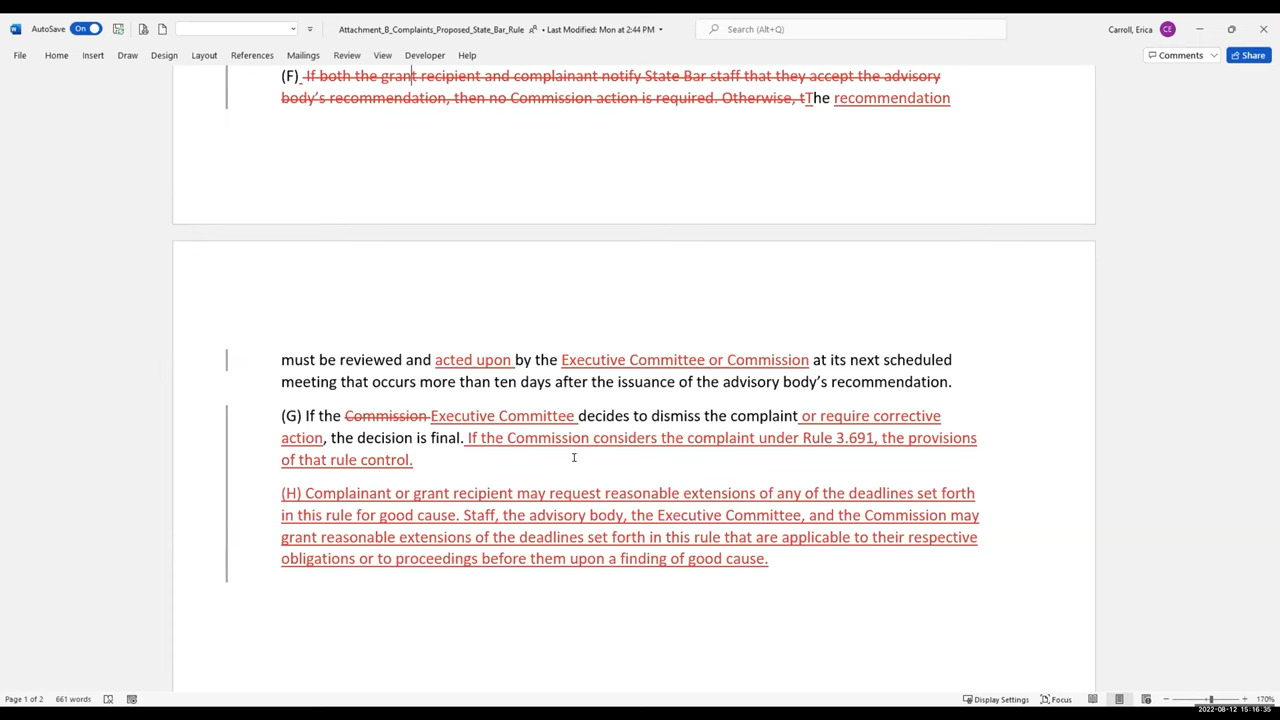 AutoSave On Attachment_B_Complaints_Proposed_State_Bar_Rule • Last Modified: Mon at 2:44 PM Search (Alt+Q) Carroll, Erica CE
File Home Insert Draw Design Layout References Mailings Review View Developer Help Comments Share
(F) If both the grant recipient and complainant notify State Bar staff that they accept the advisory
body's recommendation, then no Commission action is required. Otherwise, tThe recommendation
must be reviewed and acted upon by the Executive Committee or Commission at its next scheduled
meeting that occurs more than ten days after the issuance of the advisory body's recommendation.
(G) If the Commission Executive Committee decides to dismiss the complaint or require corrective
action, the decision is final. If the Commission considers the complaint under Rule 3.691, the provisions
of that rule control.
(H) Complainant or grant recipient may request reasonable extensions of any of the deadlines set forth
in this rule for good cause. Staff, the advisory body, the Executive Committee, and the Commission may
grant reasonable extensions of the deadlines set forth in this rule that are applicable to their respective
obligations or to proceedings before them upon a finding of good cause.
Page 1 of 2 661 words Display Settings Focus 170%
2022-08-12 15:16:35